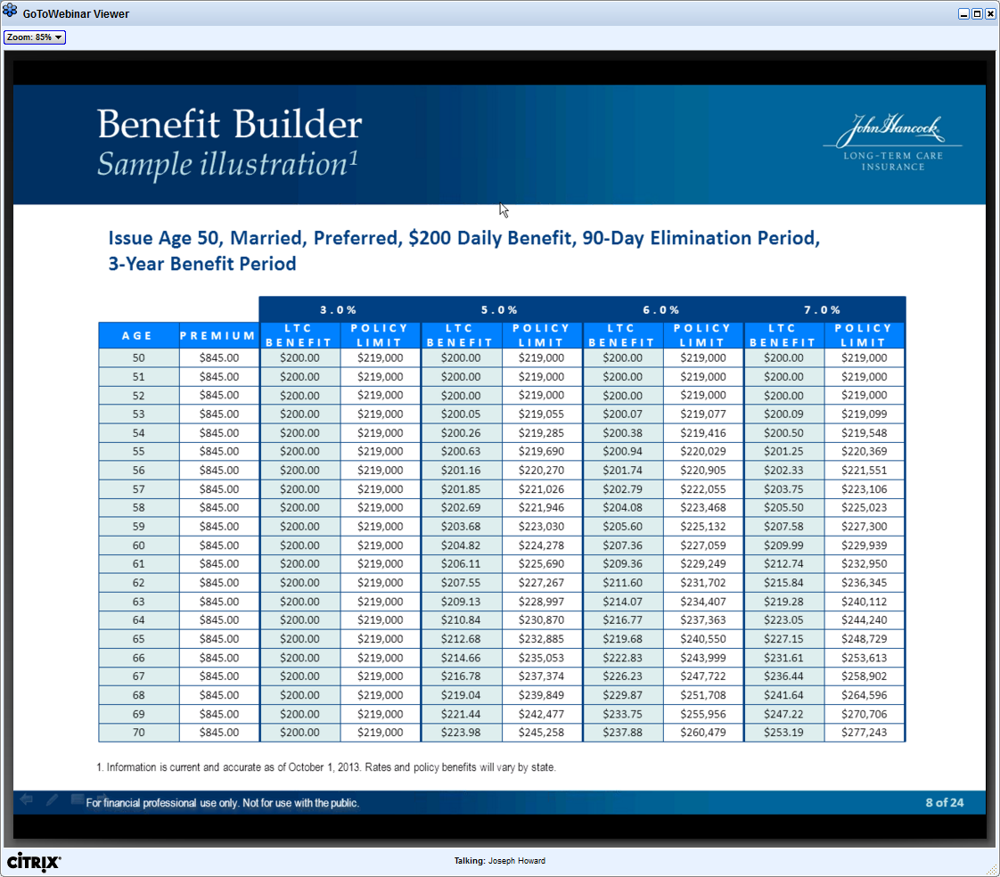 GoToWebinar Viewer
Zoom: 85%
Benefit Builder
Sample illustration1
John Hancock
LONG-TERM CARE
INSURANCE
Issue Age 50, Married, Preferred, $200 Daily Benefit, 90-Day Elimination Period,
3-Year Benefit Period
3.0% 5.0% 6.0% 7.0%
AGE PREMIUM LTC BENEFIT POLICY LIMIT LTC BENEFIT POLICY LIMIT LTC BENEFIT POLICY LIMIT LTC BENEFIT POLICY LIMIT
50 $845.00 $200.00 $219,000 $200.00 $219,000 $200.00 $219,000 $200.00 $219,000
51 $845.00 $200.00 $219,000 $200.00 $219,000 $200.00 $219,000 $200.00 $219,000
52 $845.00 $200.00 $219,000 $200.00 $219,000 $200.00 $219,000 $200.00 $219,000
53 $845.00 $200.00 $219,000 $200.05 $219,055 $200.07 $219,077 $200.09 $219,099
54 $845.00 $200.00 $219,000 $200.26 $219,285 $200.38 $219,416 $200.50 $219,548
55 $845.00 $200.00 $219,000 $200.63 $219,690 $200.94 $220,029 $201.25 $220,369
56 $845.00 $200.00 $219,000 $201.16 $220,270 $201.74 $220,905 $202.33 $221,551
57 $845.00 $200.00 $219,000 $201.85 $221,026 $202.79 $222,055 $203.75 $223,106
58 $845.00 $200.00 $219,000 $202.69 $221,946 $204.08 $223,468 $205.50 $225,023
59 $845.00 $200.00 $219,000 $203.68 $223,030 $205.60 $225,132 $207.58 $227,300
60 $845.00 $200.00 $219,000 $204.82 $224,278 $207.36 $227,059 $209.99 $229,939
61 $845.00 $200.00 $219,000 $206.11 $225,690 $209.36 $229,249 $212.74 $232,950
62 $845.00 $200.00 $219,000 $207.55 $227,267 $211.60 $231,702 $215.84 $236,345
63 $845.00 $200.00 $219,000 $209.13 $228,997 $214.07 $234,407 $219.28 $240,112
64 $845.00 $200.00 $219,000 $210.84 $230,870 $216.77 $237,363 $223.05 $244,240
65 $845.00 $200.00 $219,000 $212.68 $232,885 $219.68 $240,550 $227.15 $248,729
66 $845.00 $200.00 $219,000 $214.66 $235,053 $222.83 $243,999 $231.61 $253,613
67 $845.00 $200.00 $219,000 $216.78 $237,374 $226.23 $247,722 $236.44 $258,902
68 $845.00 $200.00 $219,000 $219.04 $239,849 $229.87 $251,708 $241.64 $264,596
69 $845.00 $200.00 $219,000 $221.44 $242,477 $233.75 $255,956 $247.22 $270,706
70 $845.00 $200.00 $219,000 $223.98 $245,258 $237.88 $260,479 $253.19 $277,243
1. Information is current and accurate as of October 1, 2013. Rates and policy benefits will vary by state.
For financial professional use only. Not for use with the public.
8 of 24
CİTRIX
Talking: Joseph Howard